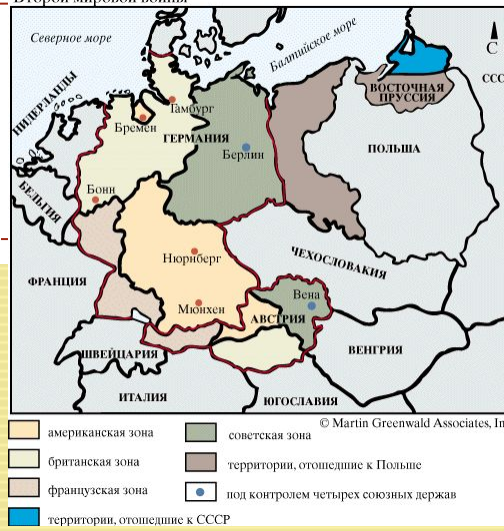 Второй мировой войны
Северное море
Балтийское море
С
ССС
НИДЕРЛАНДЫ
Гамбург
Бремен
ГЕРМАНИЯ
Берлин
ВОСТОЧНАЯ
ПРУССИЯ
ПОЛЬША
БЕЛЬГИЯ
Бонн
ФРАНЦИЯ
Нюрнберг
ЧЕХОСЛОВАКИЯ
Мюнхен
Вена
АВСТРИЯ
ШВЕЙЦАРИЯ
ВЕНГРИЯ
ИТАЛИЯ
ЮГОСЛАВИЯ
© Martin Greenwald Associates, In
американская зона
советская зона
британская зона
территории, отошедшие к Польше
французская зона
под контролем четырех союзных держав
территории, отошедшие к СССР